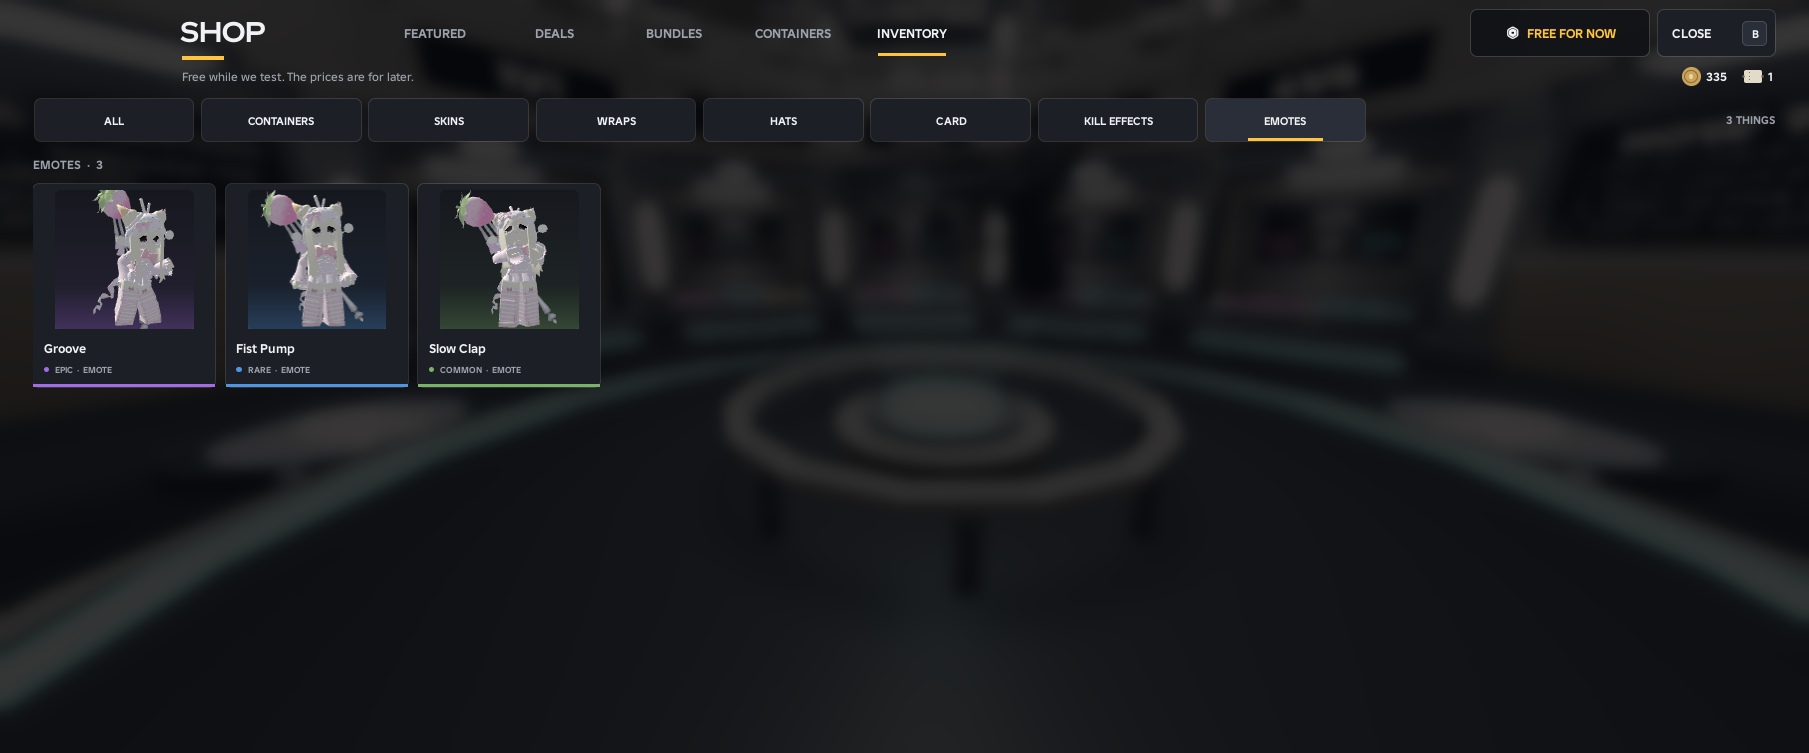 SHOP
FEATURED
DEALS
BUNDLES
CONTAINERS
INVENTORY
FREE FOR NOW
CLOSE
B
Free while we test. The prices are for later.
335
1
ALL
CONTAINERS
SKINS
WRAPS
HATS
CARD
KILL EFFECTS
EMOTES
3 THINGS
EMOTES · 3
Groove
EPIC · EMOTE
Fist Pump
RARE · EMOTE
Slow Clap
COMMON · EMOTE